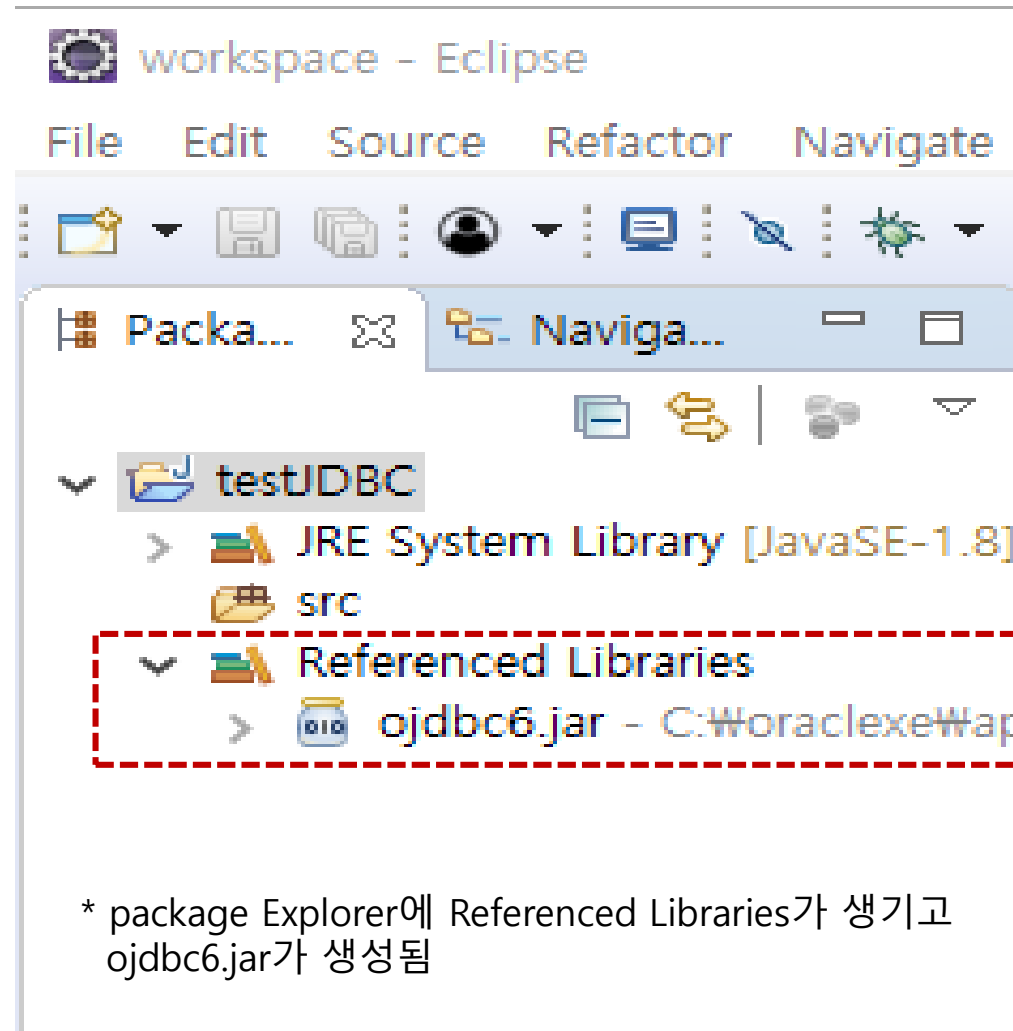 workspace - Eclipse
File Edit Source Refactor Navigate
Packa... Naviga...
testJDBC
JRE System Library [JavaSE-1.8]
src
Referenced Libraries
ojdbc6.jar - C:₩oraclexe₩ap
* package Explorer에 Referenced Libraries가 생기고
ojdbc6.jar가 생성됨